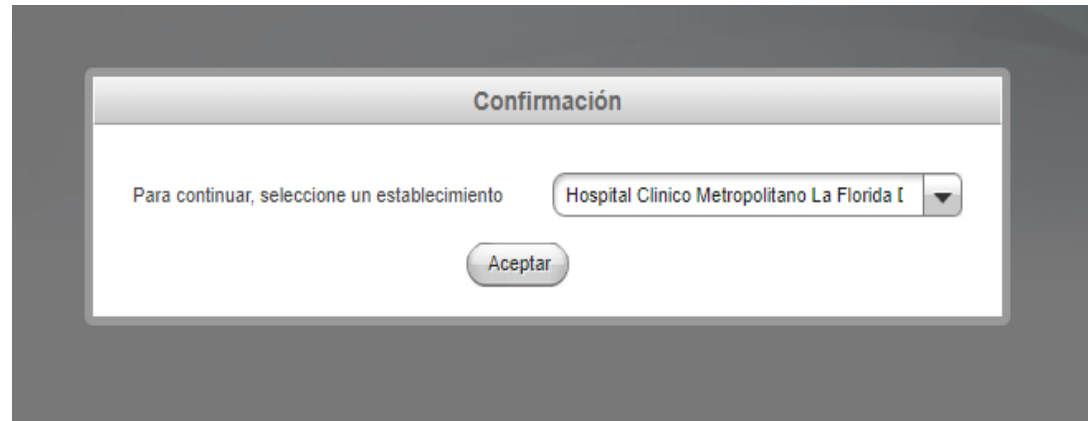 Confirmación
Para continuar, seleccione un establecimiento
Hospital Clinico Metropolitano La Florida
Aceptar